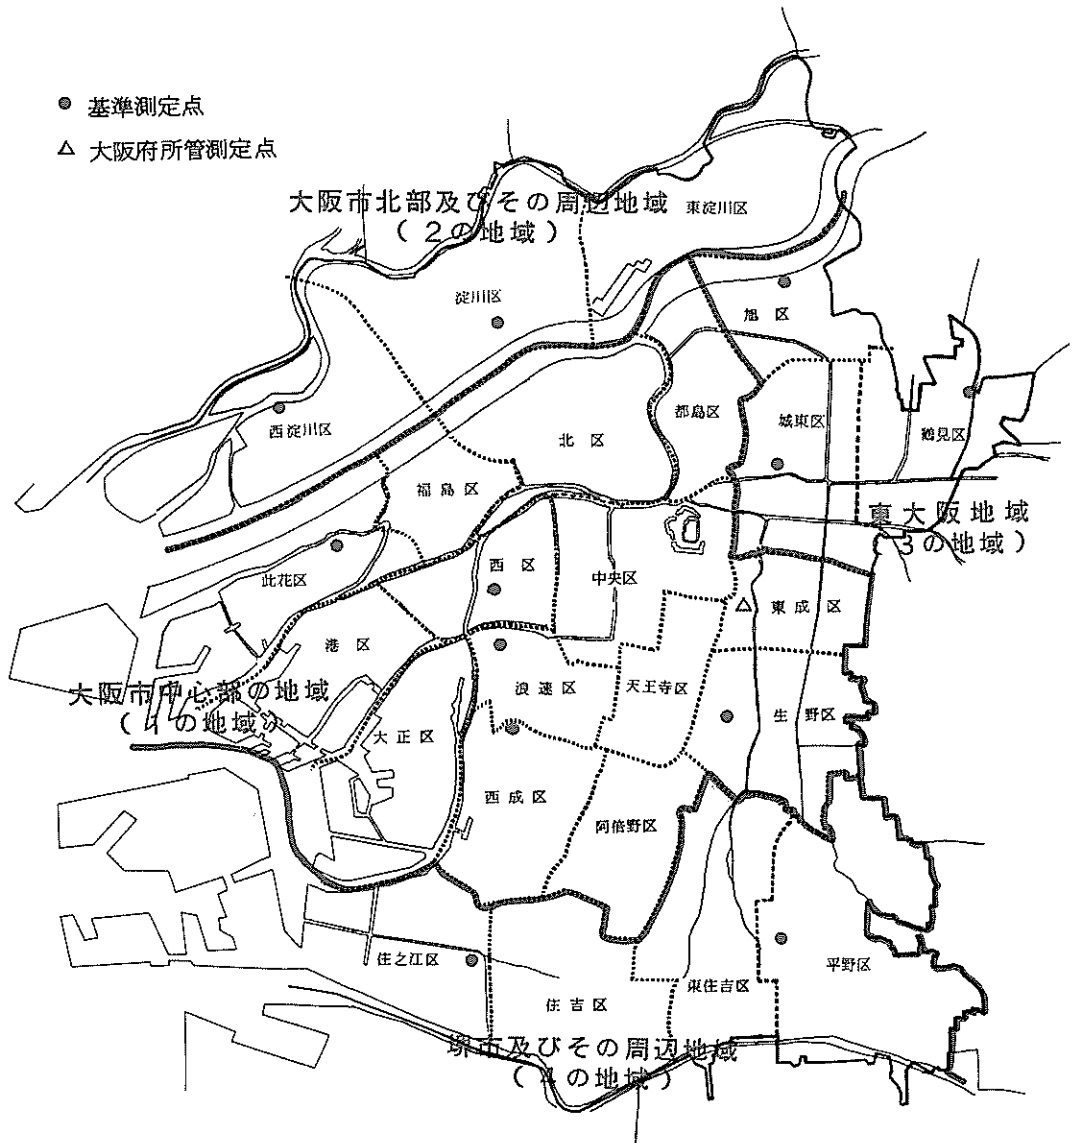 ● 基準測定点
△ 大阪府所管測定点
大阪市北部及びその周辺地域
（２の地域）
東淀川区
淀川区
旭 区
都島区
城東区
鶴見区
西淀川区
北 区
福島区
東大阪地域
（３の地域）
此花区
西 区
中央区
東成区
港区
大阪市中心部の地域
（１の地域）
浪速区
天王寺区
生野区
大正区
西成区
阿倍野区
住之江区
平野区
住吉区
東住吉区
堺市及びその周辺地域
（４の地域）